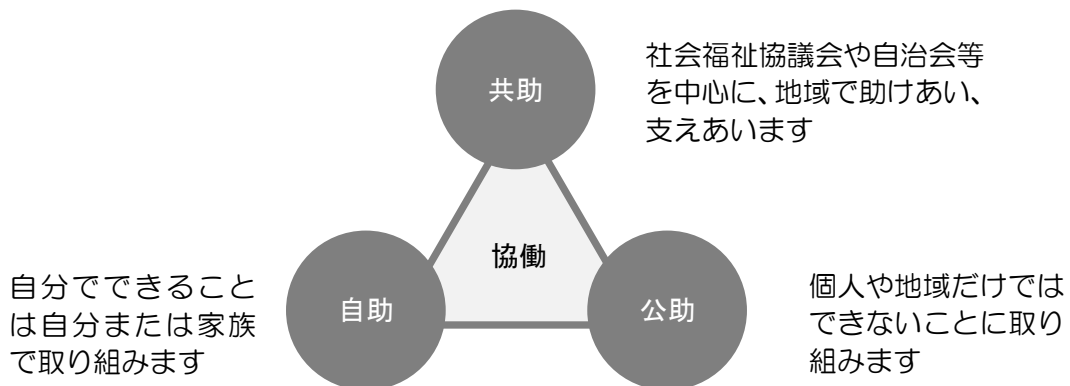 共助
社会福祉協議会や自治会等
を中心に、地域で助けあい、
支えあいます
協働
自助
自分でできること
は自分または家族
で取り組みます
公助
個人や地域だけでは
できないことに取り
組みます